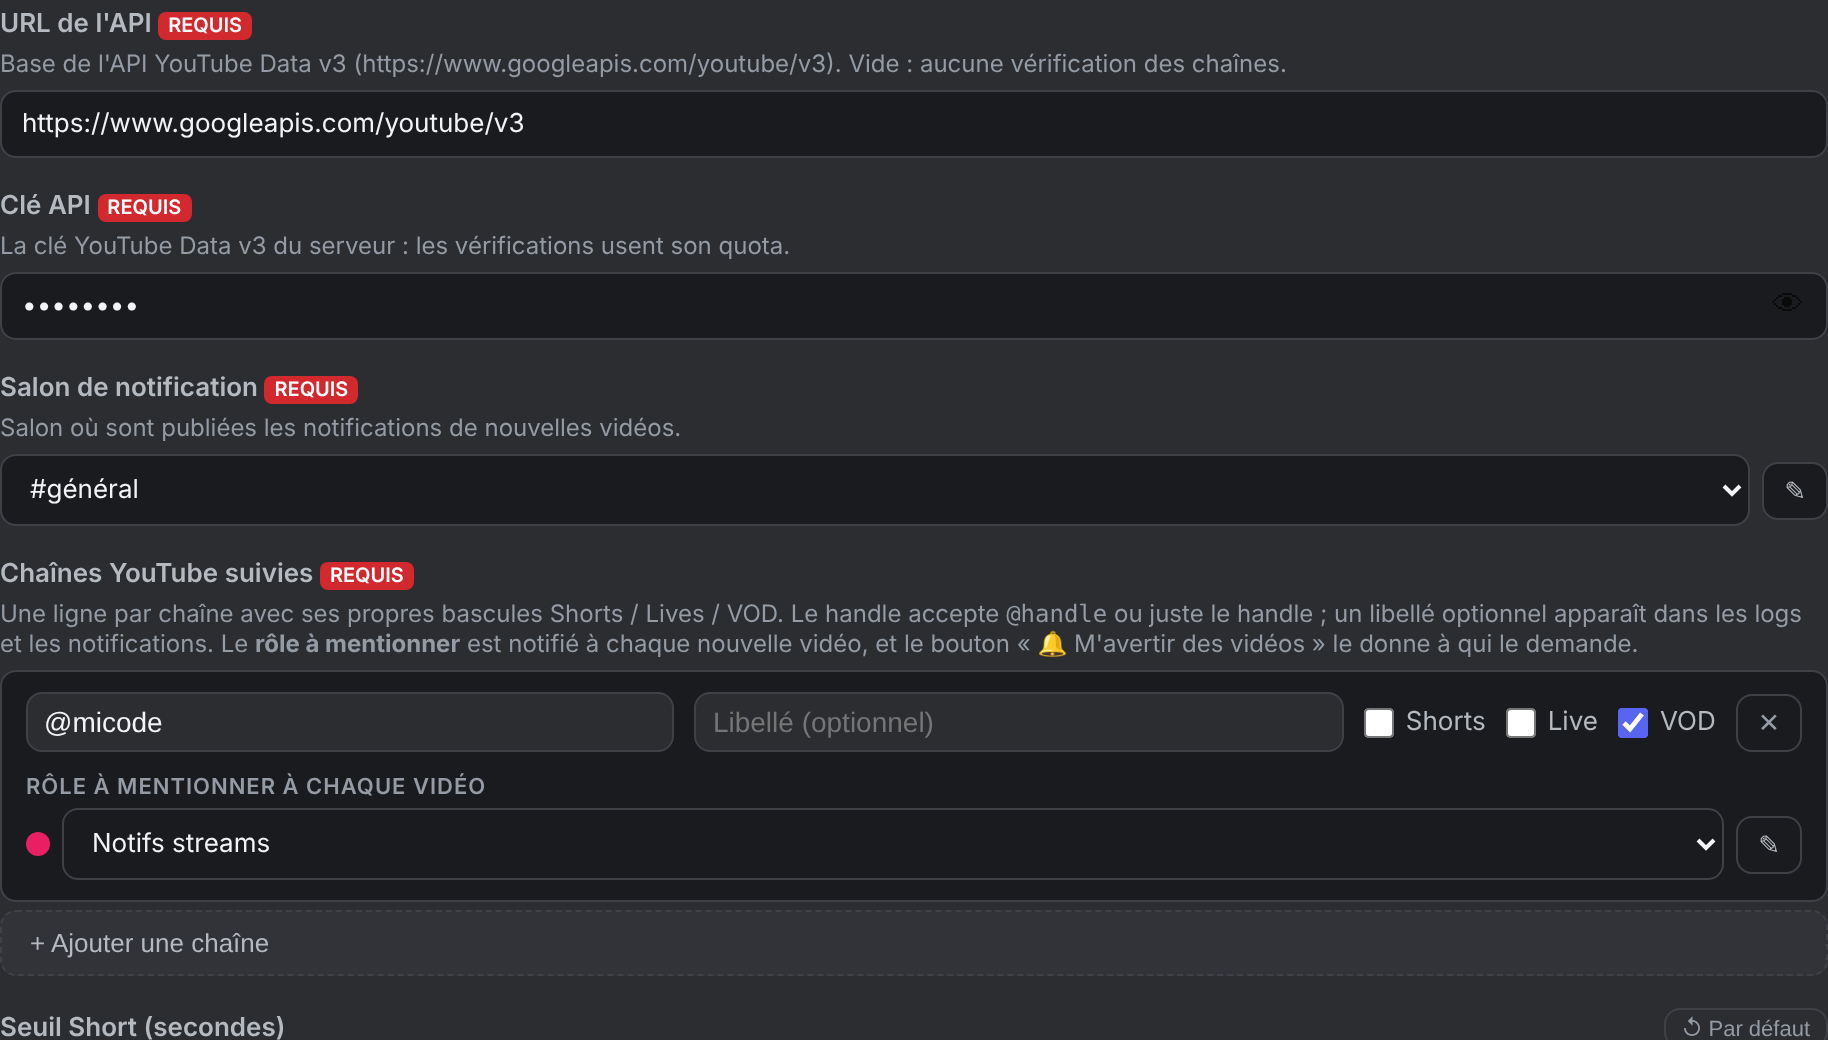 URL de l'API REQUIS
Base de l'API YouTube Data v3 (https://www.googleapis.com/youtube/v3). Vide : aucune vérification des chaînes.
https://www.googleapis.com/youtube/v3
Clé API REQUIS
La clé YouTube Data v3 du serveur : les vérifications usent son quota.
••••••••
Salon de notification REQUIS
Salon où sont publiées les notifications de nouvelles vidéos.
#général
Chaînes YouTube suivies REQUIS
Une ligne par chaîne avec ses propres bascules Shorts / Lives / VOD. Le handle accepte @handle ou juste le handle ; un libellé optionnel apparaît dans les logs
et les notifications. Le rôle à mentionner est notifié à chaque nouvelle vidéo, et le bouton « 🔔 M'avertir des vidéos » le donne à qui le demande.
@micode Libellé (optionnel) Shorts Live VOD ✕
RÔLE À MENTIONNER À CHAQUE VIDÉO
Notifs streams
+ Ajouter une chaîne
Seuil Short (secondes) Par défaut